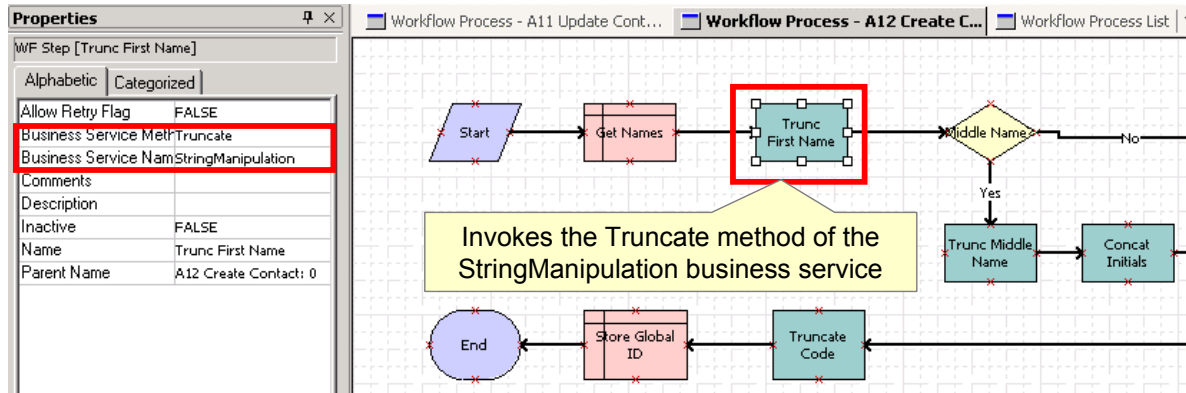 Properties
WF Step [Trunc First Name]
Alphabetic Categorized
Allow Retry Flag FALSE
Business Service Meth Truncate
Business Service Nam StringManipulation
Comments
Description
Inactive FALSE
Name Trunc First Name
Parent Name A12 Create Contact: 0
Workflow Process - A11 Update Cont... Workflow Process - A12 Create C... Workflow Process List
Start
Get Names
Trunc
First Name
Middle Name
No
Yes
Invokes the Truncate method of the
StringManipulation business service
Trunc Middle
Name
Concat
Initials
End
Store Global
ID
Truncate
Code